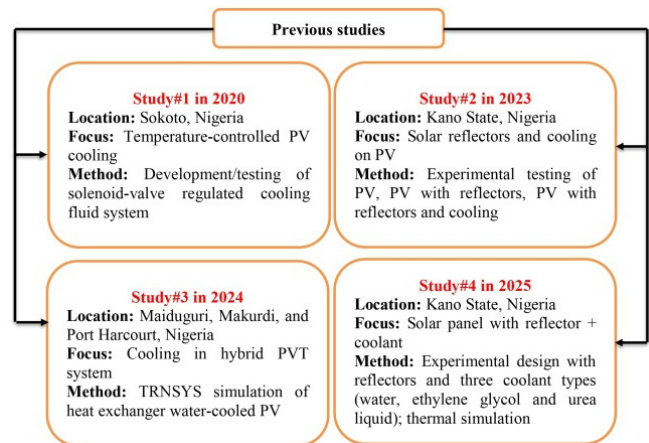 Previous studies
Study#1 in 2020
Location: Sokoto, Nigeria
Focus: Temperature-controlled PV
cooling
Method: Development/testing of
solenoid-valve regulated cooling
fluid system
Study#2 in 2023
Location: Kano State, Nigeria
Focus: Solar reflectors and cooling
on PV
Method: Experimental testing of
PV, PV with reflectors, PV with
reflectors and cooling
Study#3 in 2024
Location: Maiduguri, Makurdi, and
Port Harcourt, Nigeria
Focus: Cooling in hybrid PVT
system
Method: TRNSYS simulation of
heat exchanger water-cooled PV
Study#4 in 2025
Location: Kano State, Nigeria
Focus: Solar panel with reflector +
coolant
Method: Experimental design with
reflectors and three coolant types
(water, ethylene glycol and urea
liquid); thermal simulation